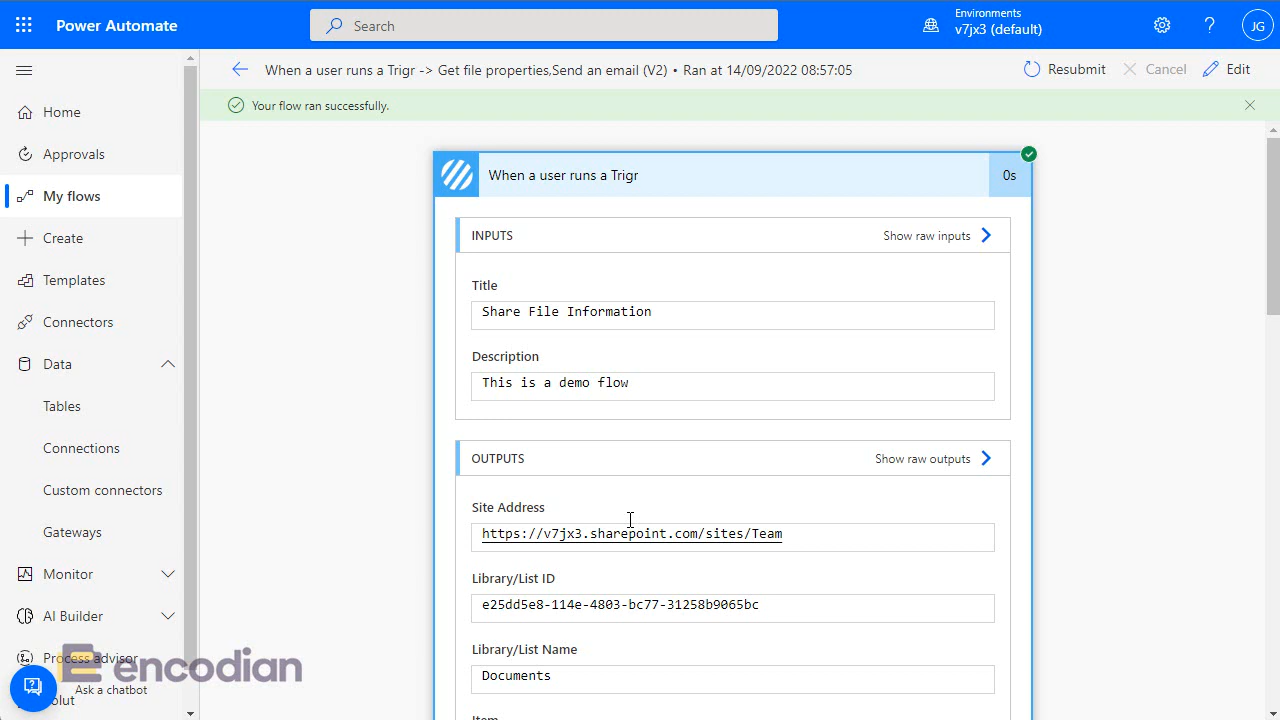 Power Automate
Search
Environments
v7jx3 (default)
JG
When a user runs a Trigr -> Get file properties,Send an email (V2) • Ran at 14/09/2022 08:57:05
Resubmit
Cancel
Edit
Your flow ran successfully.
Home
Approvals
My flows
Create
Templates
Connectors
Data
Tables
Connections
Custom connectors
Gateways
Monitor
AI Builder
Process advisor
Ask a chatbot
encodian
When a user runs a Trigr
0s
INPUTS
Show raw inputs
Title
Share File Information
Description
This is a demo flow
OUTPUTS
Show raw outputs
Site Address
https://v7jx3.sharepoint.com/sites/Team
Library/List ID
e25dd5e8-114e-4803-bc77-31258b9065bc
Library/List Name
Documents
Item